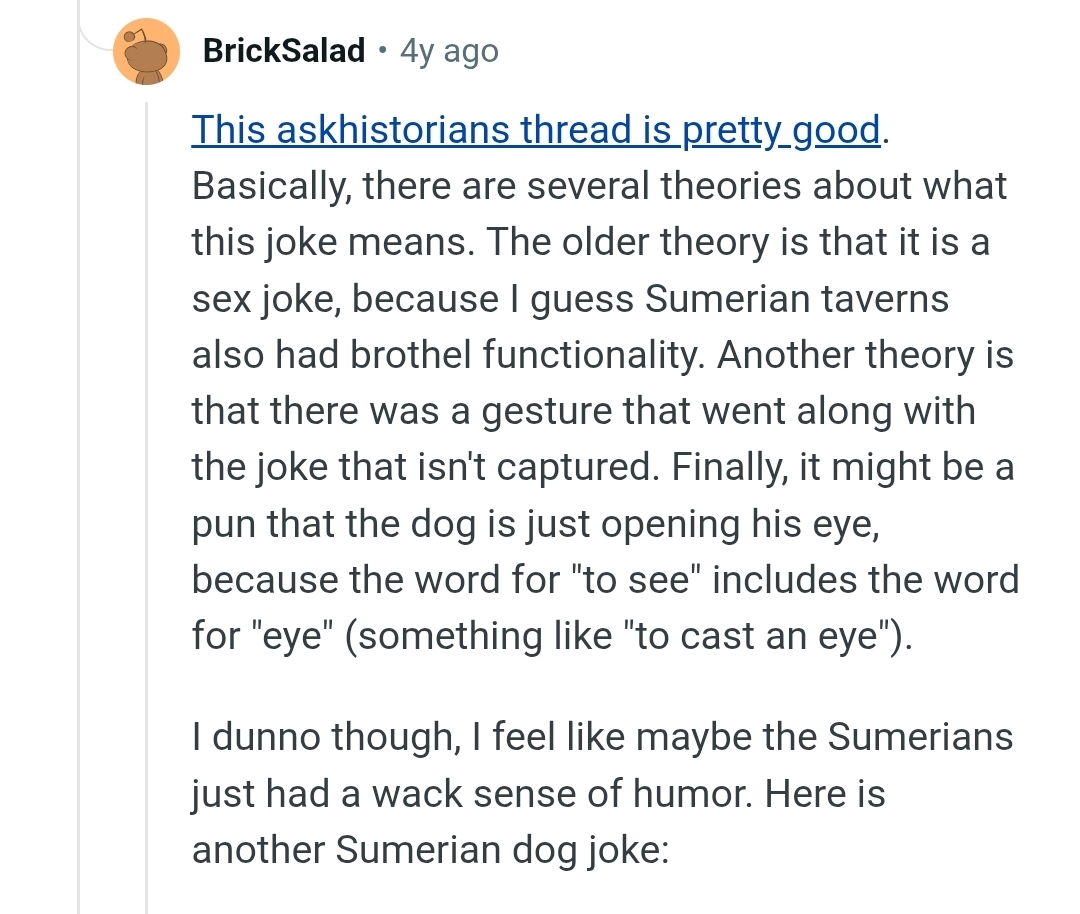 BrickSalad • 4y ago
This askhistorians thread is pretty good.
Basically, there are several theories about what
this joke means. The older theory is that it is a
sex joke, because I guess Sumerian taverns
also had brothel functionality. Another theory is
that there was a gesture that went along with
the joke that isn't captured. Finally, it might be a
pun that the dog is just opening his eye,
because the word for "to see" includes the word
for "eye" (something like "to cast an eye").
I dunno though, I feel like maybe the Sumerians
just had a wack sense of humor. Here is
another Sumerian dog joke: